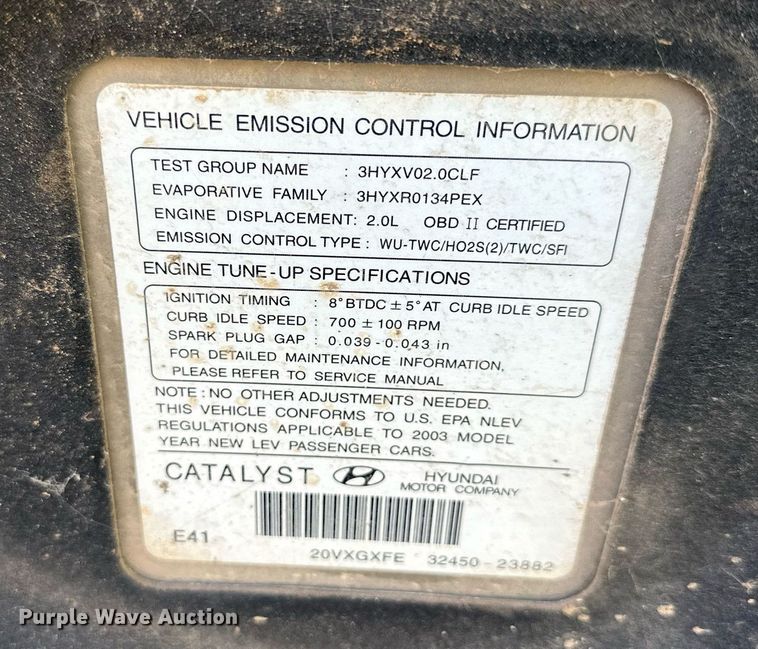 VEHICLE EMISSION CONTROL INFORMATION
TEST GROUP NAME : 3HYXV02.0CLF
EVAPORATIVE FAMILY : 3HYXR0134PEX
ENGINE DISPLACEMENT: 2.0L OBD II CERTIFIED
EMISSION CONTROL TYPE : WU-TWC/HO2S(2)/TWC/SFI
ENGINE TUNE-UP SPECIFICATIONS
IGNITION TIMING : 8°BTDC ± 5°AT CURB IDLE SPEED
CURB IDLE SPEED : 700 ± 100 RPM
SPARK PLUG GAP : 0.039-0.043 in
FOR DETAILED MAINTENANCE INFORMATION,
PLEASE REFER TO SERVICE MANUAL
NOTE : NO OTHER ADJUSTMENTS NEEDED.
THIS VEHICLE CONFORMS TO U.S. EPA NLEV
REGULATIONS APPLICABLE TO 2003 MODEL
YEAR NEW LEV PASSENGER CARS.
CATALYST HYUNDAI
MOTOR COMPANY
E41
20VXGXFE 32450-23882
Purple Wave Auction